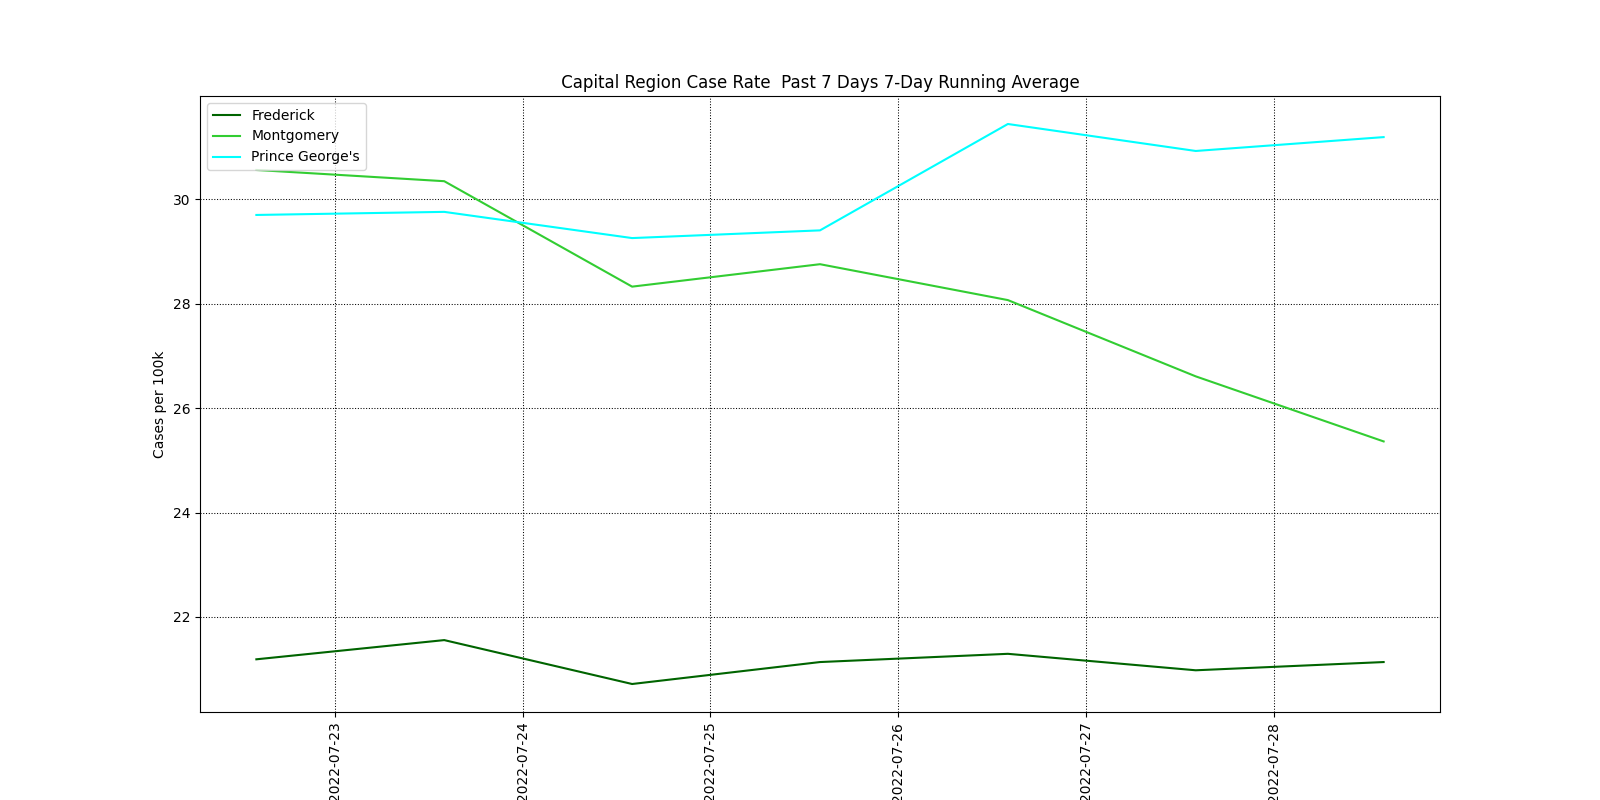 Capital Region Case Rate  Past 7 Days 7-Day Running Average
Frederick
Montgomery
Prince George's
Cases per 100k
30
28
26
24
22
2022-07-23
2022-07-24
2022-07-25
2022-07-26
2022-07-27
2022-07-28